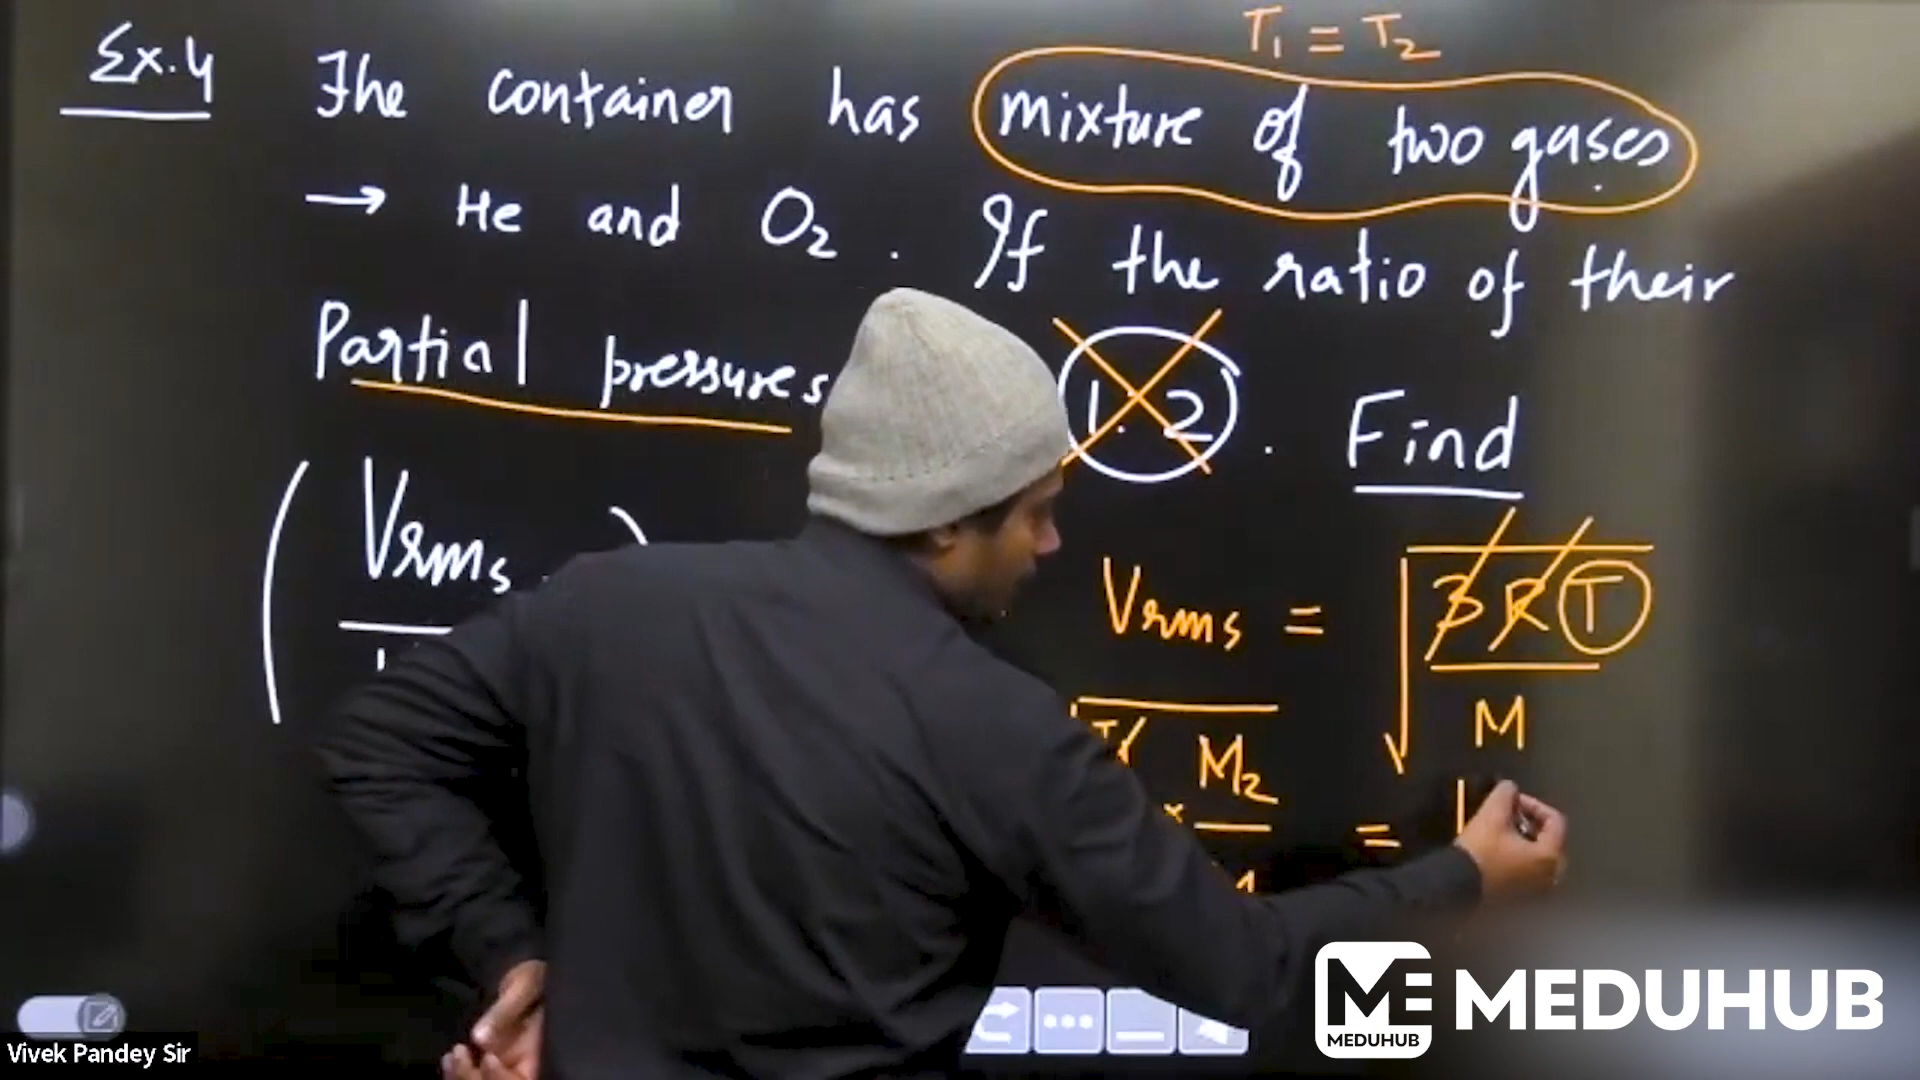 T₁ = T₂
Ex.4 The container has mixture of two gases
→ He and O₂. If the ratio of their
Partial pressures 1:2. Find
Vrms
Vrms = √3RT
M
M₂
=
Vivek Pandey Sir
ME MEDUHUB
MEDUHUB